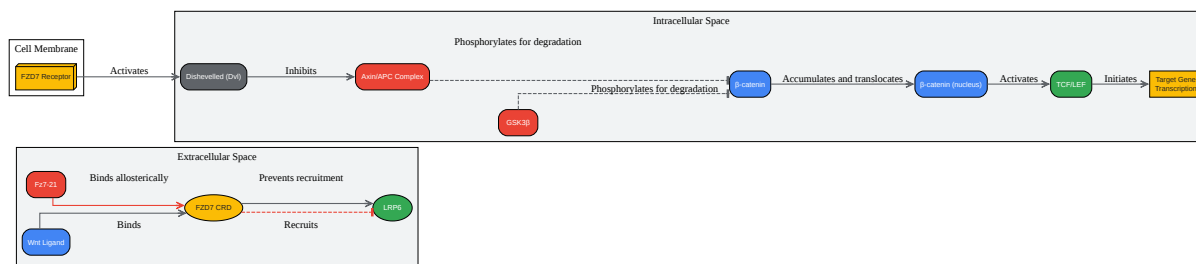 Intracellular Space
Phosphorylates for degradation
Cell Membrane
FZD7 Receptor
Activates
Dishevelled (Dvl)
Inhibits
Axin/APC Complex
Phosphorylates for degradation
β-catenin
Accumulates and translocates
β-catenin (nucleus)
Activates
TCF/LEF
Initiates
Target Gene
Transcription
GSK3β
Extracellular Space
Fz7-21
Binds allosterically
FZD7 CRD
Prevents recruitment
LRP6
Wnt Ligand
Binds
Recruits